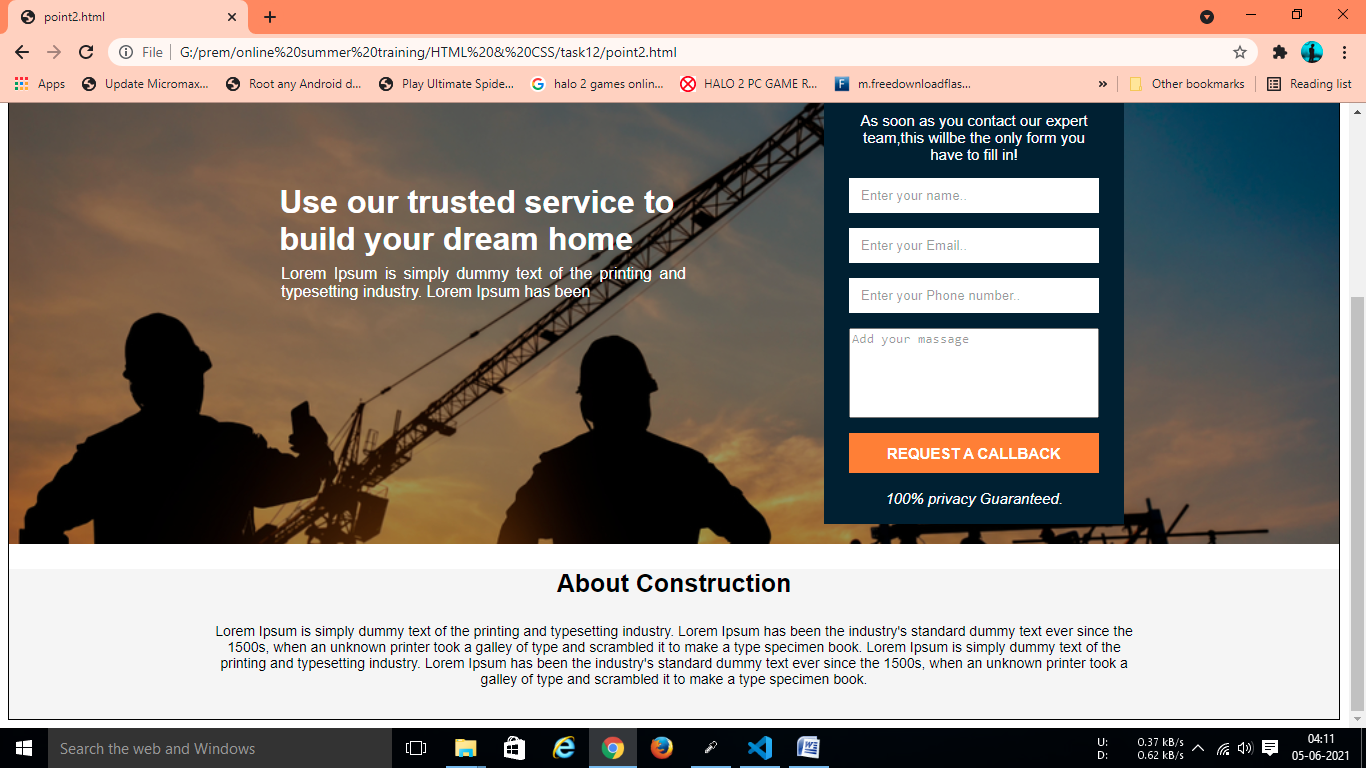 point2.html
File
G:/prem/online%20summer%20training/HTML%20&%20CSS/task12/point2.html
Apps
Update Micromax...
Root any Android d...
Play Ultimate Spide...
halo 2 games onlin...
HALO 2 PC GAME R...
m.freedownloadflas...
»
Other bookmarks
Reading list
Use our trusted service to
build your dream home
Lorem Ipsum is simply dummy text of the printing and
typesetting industry. Lorem Ipsum has been
As soon as you contact our expert
team,this willbe the only form you
have to fill in!
Enter your name..
Enter your Email..
Enter your Phone number..
Add your massage
REQUEST A CALLBACK
100% privacy Guaranteed.
About Construction
Lorem Ipsum is simply dummy text of the printing and typesetting industry. Lorem Ipsum has been the industry's standard dummy text ever since the
1500s, when an unknown printer took a galley of type and scrambled it to make a type specimen book. Lorem Ipsum is simply dummy text of the
printing and typesetting industry. Lorem Ipsum has been the industry's standard dummy text ever since the 1500s, when an unknown printer took a
galley of type and scrambled it to make a type specimen book.
Search the web and Windows
U: 0.37 kB/s
D: 0.62 kB/s
04:11
05-06-2021